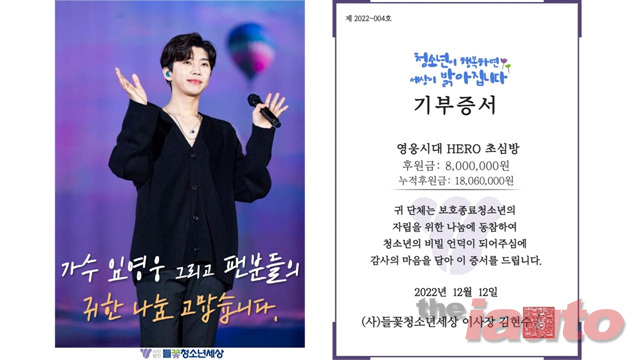 가수 임영웅 그리고 팬분들의
귀한 나눔 고맙습니다.
들꽃청소년세상
제 2022-004호
청소년이 행복하면
세상이 밝아집니다
기부증서
영웅시대 HERO 초심방
후원금: 8,000,000원
누적후원금: 18,060,000원
귀 단체는 보호종료청소년의
자립을 위한 나눔에 동참하여
청소년의 비빌 언덕이 되어주심에
감사의 마음을 담아 이 증서를 드립니다.
2022년 12월 12일
(사)들꽃청소년세상 이사장 김현수
the iauto